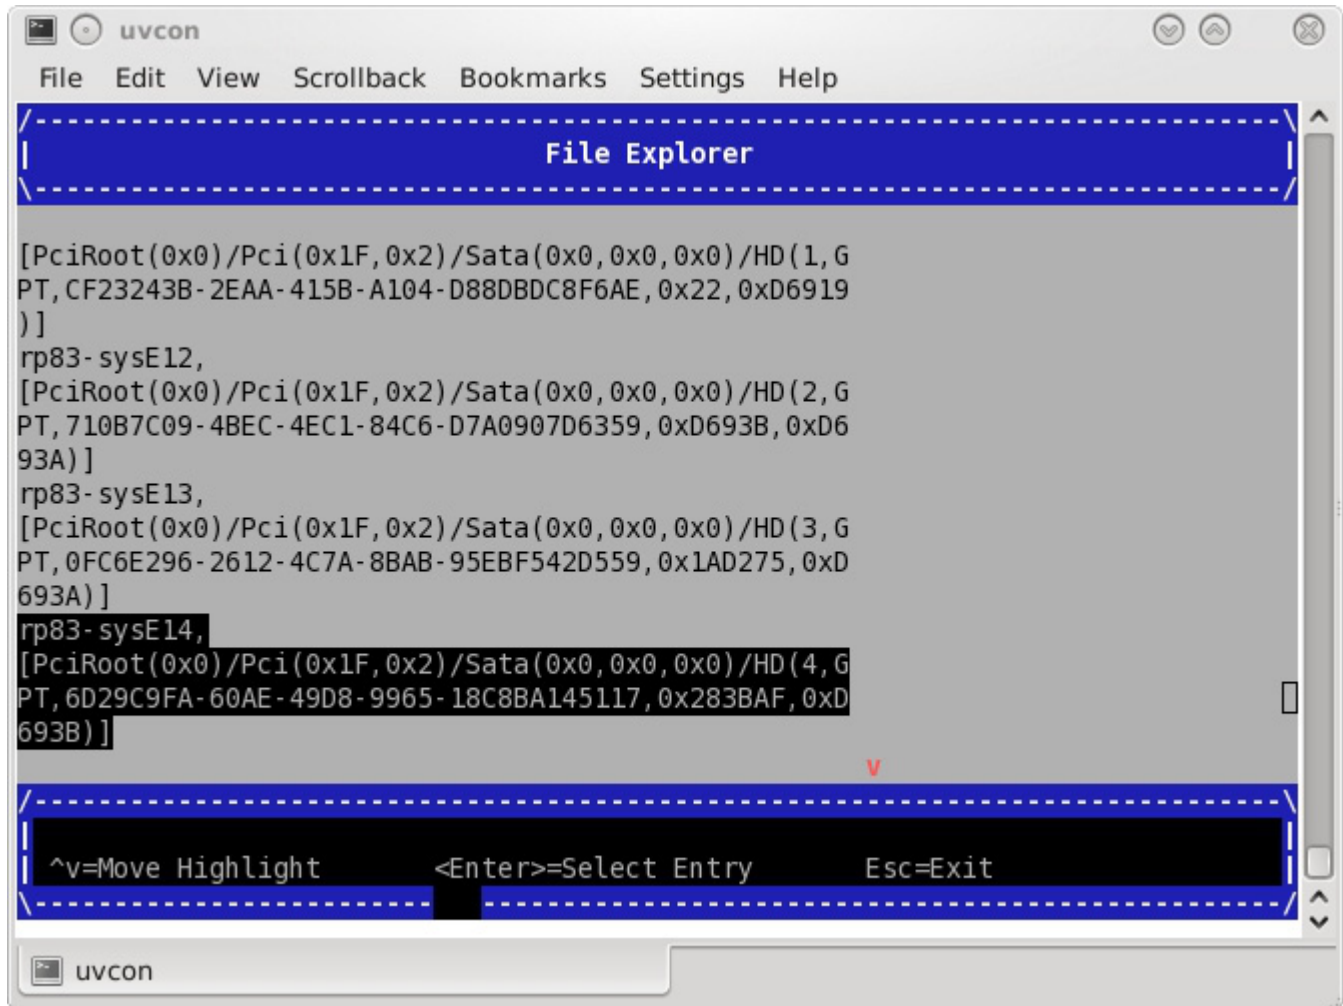 uvcon
File Edit View Scrollback Bookmarks Settings Help
File Explorer
[PciRoot(0x0)/Pci(0x1F,0x2)/Sata(0x0,0x0,0x0)/HD(1,G
PT,CF23243B-2EAA-415B-A104-D88DBDC8F6AE,0x22,0xD6919
)]
rp83-sysE12,
[PciRoot(0x0)/Pci(0x1F,0x2)/Sata(0x0,0x0,0x0)/HD(2,G
PT,710B7C09-4BEC-4EC1-84C6-D7A0907D6359,0xD693B,0xD6
93A)]
rp83-sysE13,
[PciRoot(0x0)/Pci(0x1F,0x2)/Sata(0x0,0x0,0x0)/HD(3,G
PT,0FC6E296-2612-4C7A-8BAB-95EBF542D559,0x1AD275,0xD
693A)]
rp83-sysE14,
[PciRoot(0x0)/Pci(0x1F,0x2)/Sata(0x0,0x0,0x0)/HD(4,G
PT,6D29C9FA-60AE-49D8-9965-18C8BA145117,0x283BAF,0xD
693B)]
v
^v=Move Highlight <Enter>=Select Entry Esc=Exit
uvcon